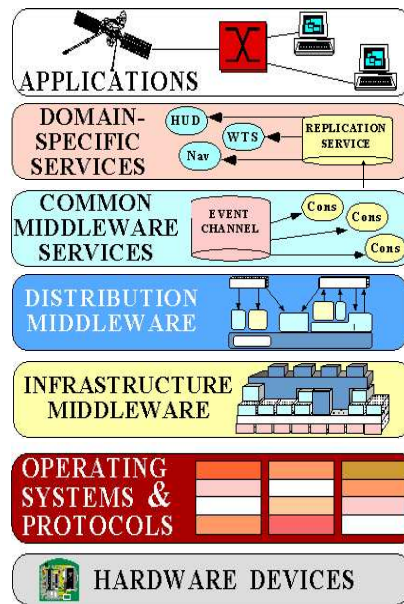 APPLICATIONS
DOMAIN-
SPECIFIC
SERVICES
HUD
WTS
Nav
REPLICATION
SERVICE
COMMON
MIDDLEWARE
SERVICES
EVENT
CHANNEL
Cons
Cons
Cons
DISTRIBUTION
MIDDLEWARE
INFRASTRUCTURE
MIDDLEWARE
OPERATING
SYSTEMS &
PROTOCOLS
HARDWARE DEVICES